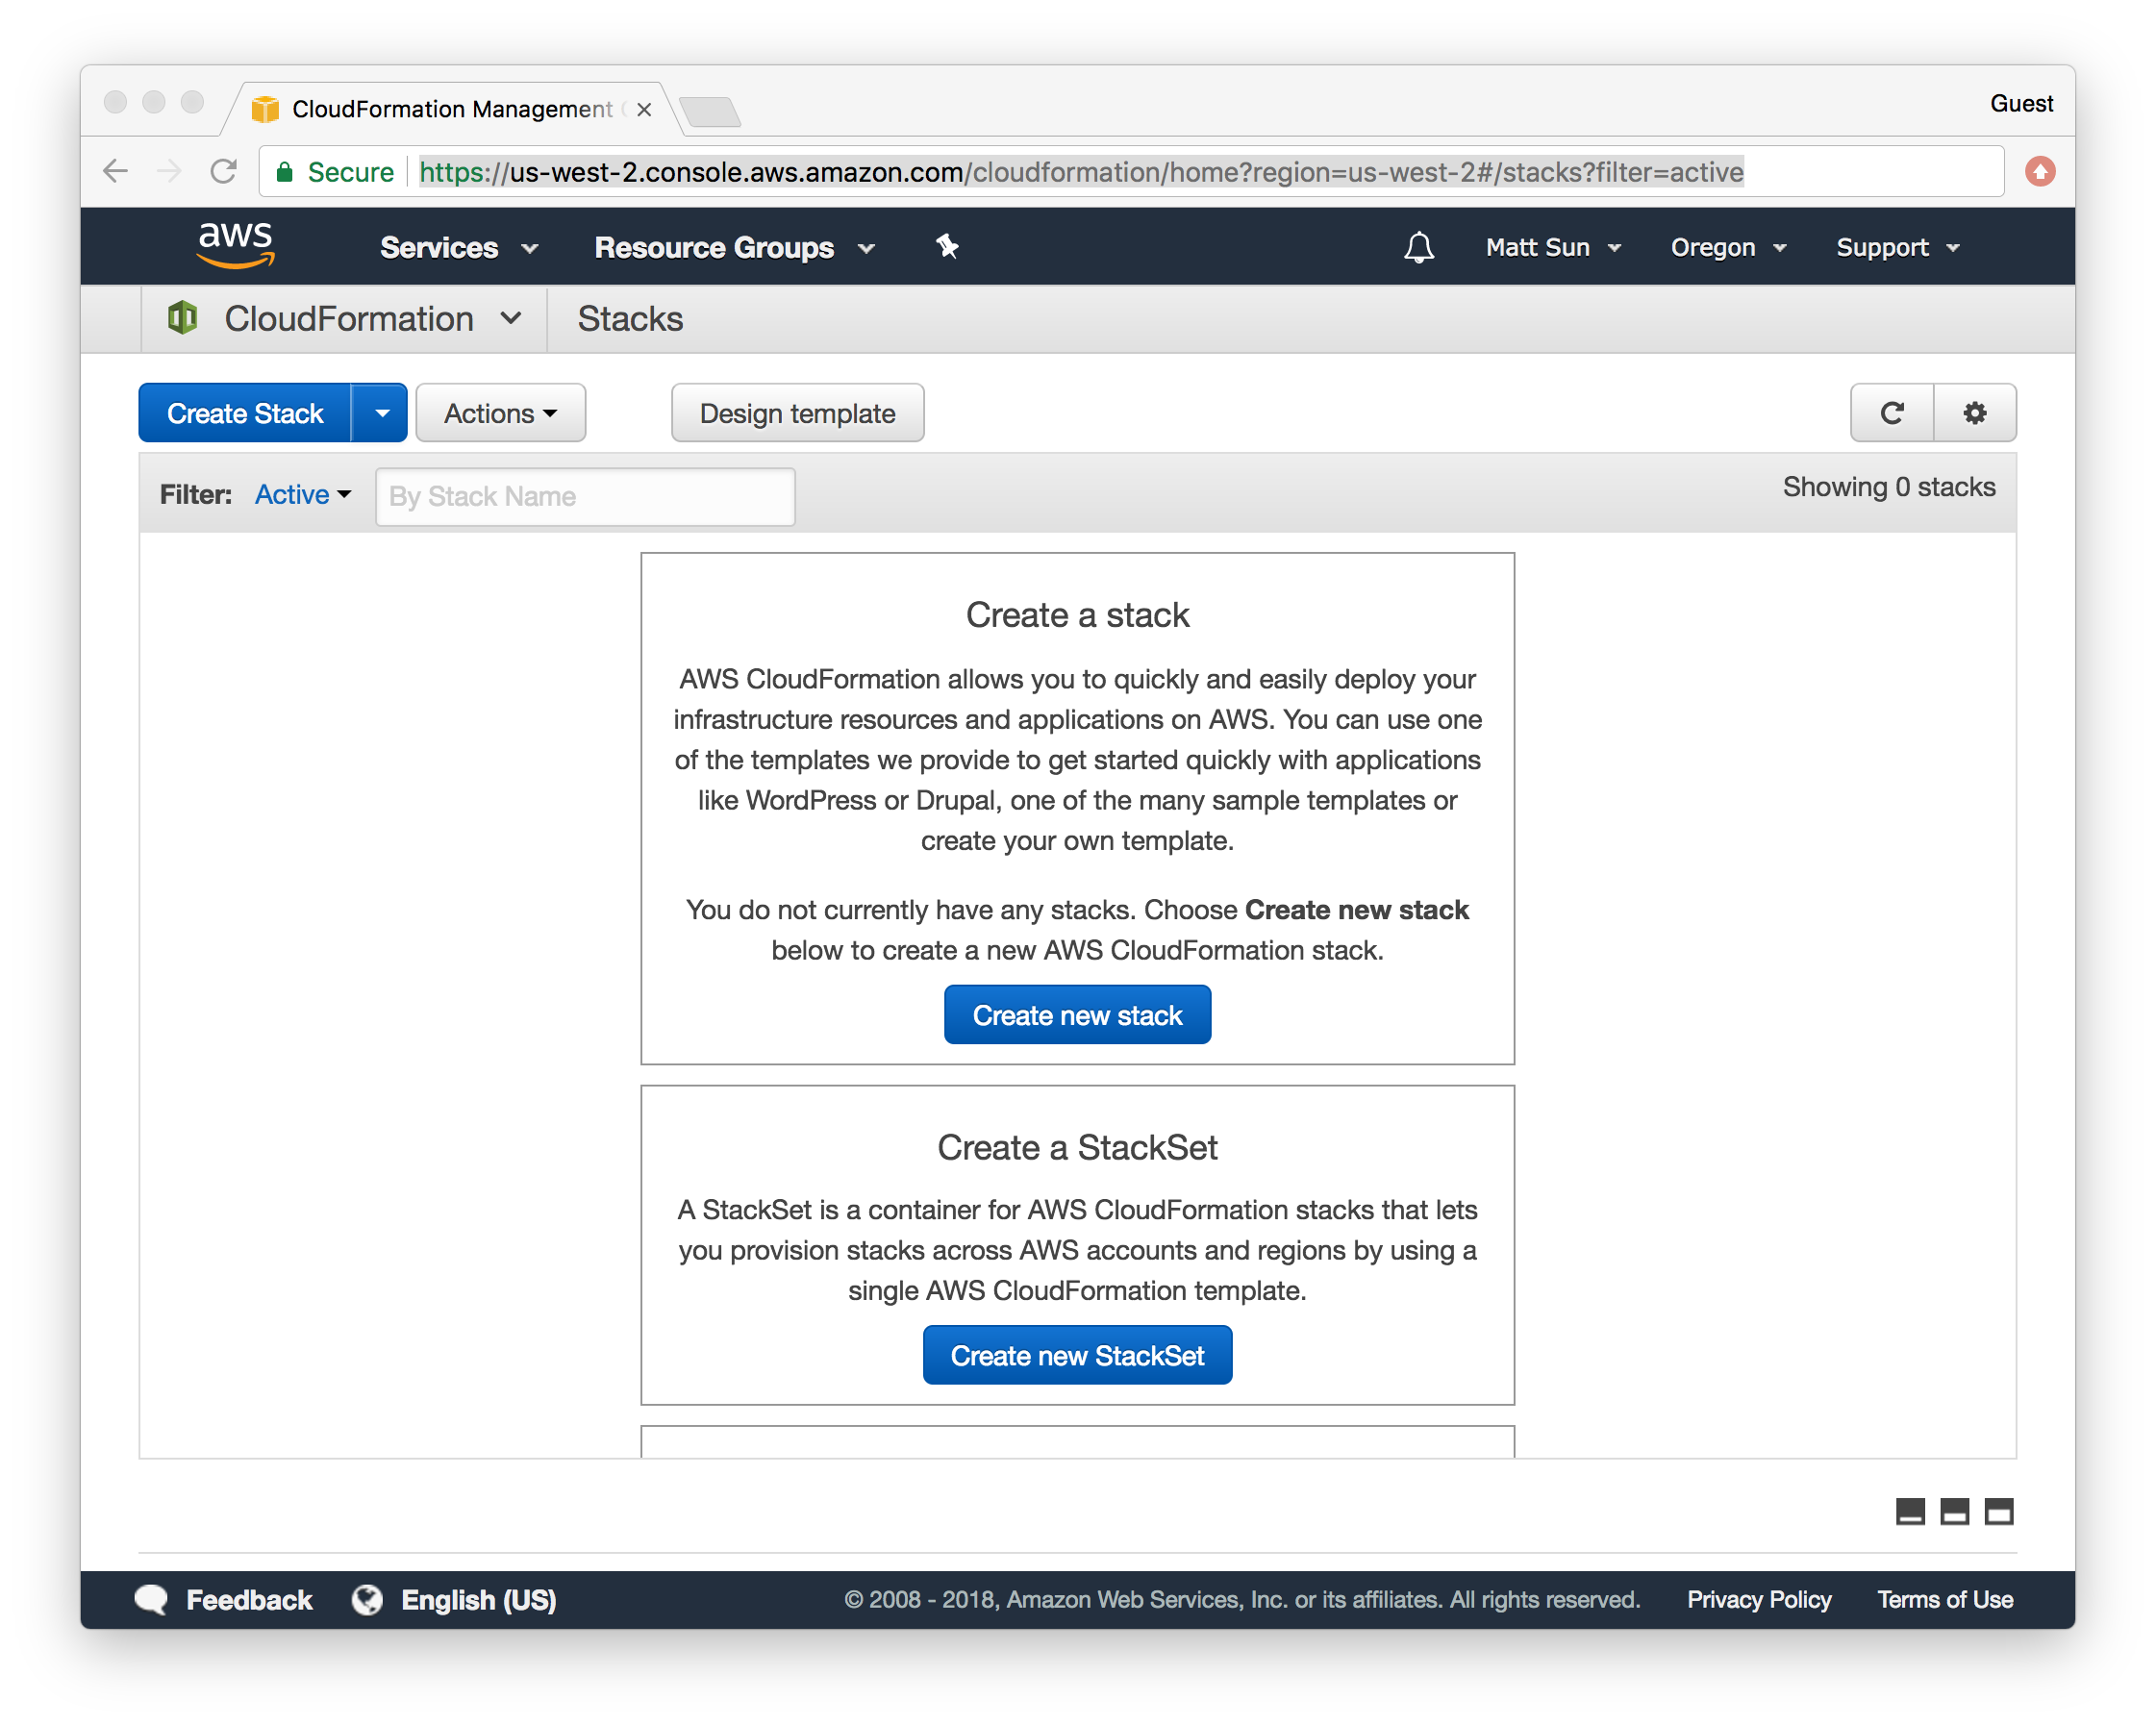 CloudFormation Management
Guest
Secure
https://us-west-2.console.aws.amazon.com/cloudformation/home?region=us-west-2#/stacks?filter=active
aws
Services
Resource Groups
Matt Sun
Oregon
Support
CloudFormation
Stacks
Create Stack
Actions
Design template
Filter:
Active
By Stack Name
Showing 0 stacks
Create a stack
AWS CloudFormation allows you to quickly and easily deploy your
infrastructure resources and applications on AWS. You can use one
of the templates we provide to get started quickly with applications
like WordPress or Drupal, one of the many sample templates or
create your own template.
You do not currently have any stacks. Choose Create new stack
below to create a new AWS CloudFormation stack.
Create new stack
Create a StackSet
A StackSet is a container for AWS CloudFormation stacks that lets
you provision stacks across AWS accounts and regions by using a
single AWS CloudFormation template.
Create new StackSet
Feedback
English (US)
© 2008 - 2018, Amazon Web Services, Inc. or its affiliates. All rights reserved.
Privacy Policy
Terms of Use